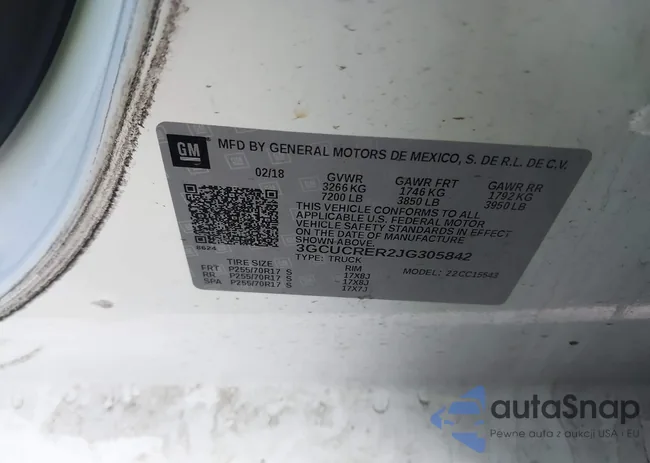 GM
MFD BY GENERAL MOTORS DE MEXICO, S. DE R.L. DE C.V.
02/18 GVWR GAWR FRT GAWR RR
3266 KG 1746 KG 1792 KG
7200 LB 3850 LB 3950 LB
THIS VEHICLE CONFORMS TO ALL
APPLICABLE U.S. FEDERAL MOTOR
VEHICLE SAFETY STANDARDS
IN EFFECT ON THE
DATE OF MANUFACTURE SHOWN ABOVE.
8624
3GCUCRER2JG305842
TYPE: TRUCK
TIRE SIZE RIM MODEL: 22CC15543
FRT P255/70R17 S 17X8J
RR P255/70R17 S 17X8J
SPA P255/70R17 S 17X7J
autaSnap
Pewne auta z aukcji USA i EU